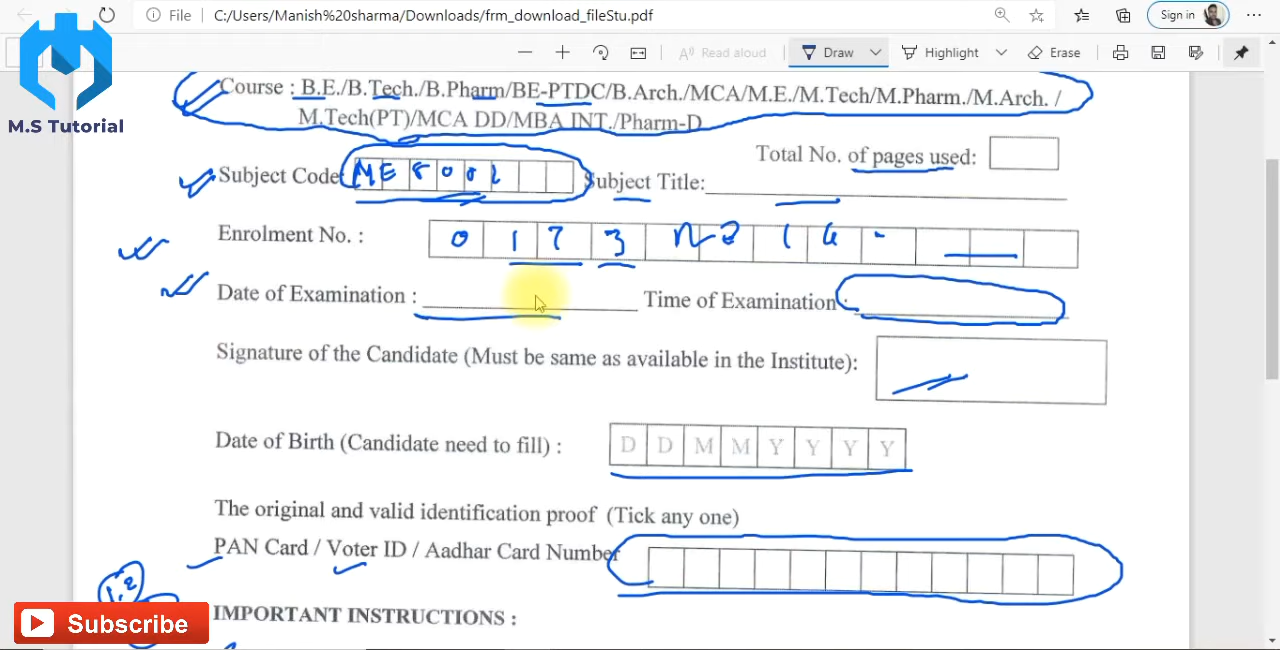 File
C:/Users/Manish%20sharma/Downloads/frm_download_fileStu.pdf
Sign in
Read aloud
Draw
Highlight
Erase
M.S Tutorial
Course : B.E./B.Tech./B.Pharm/BE-PTDC/B.Arch./MCA/M.E./M.Tech/M.Pharm./M.Arch. /
M.Tech(PT)/MCA DD/MBA INT./Pharm-D
Total No. of pages used:
Subject Code ME 8002 Subject Title:
Enrolment No. : 0 1 7 3
Date of Examination : Time of Examination :
Signature of the Candidate (Must be same as available in the Institute):
Date of Birth (Candidate need to fill) : D D M M Y Y Y Y
The original and valid identification proof (Tick any one)
PAN Card / Voter ID / Aadhar Card Number
IMPORTANT INSTRUCTIONS :
Subscribe